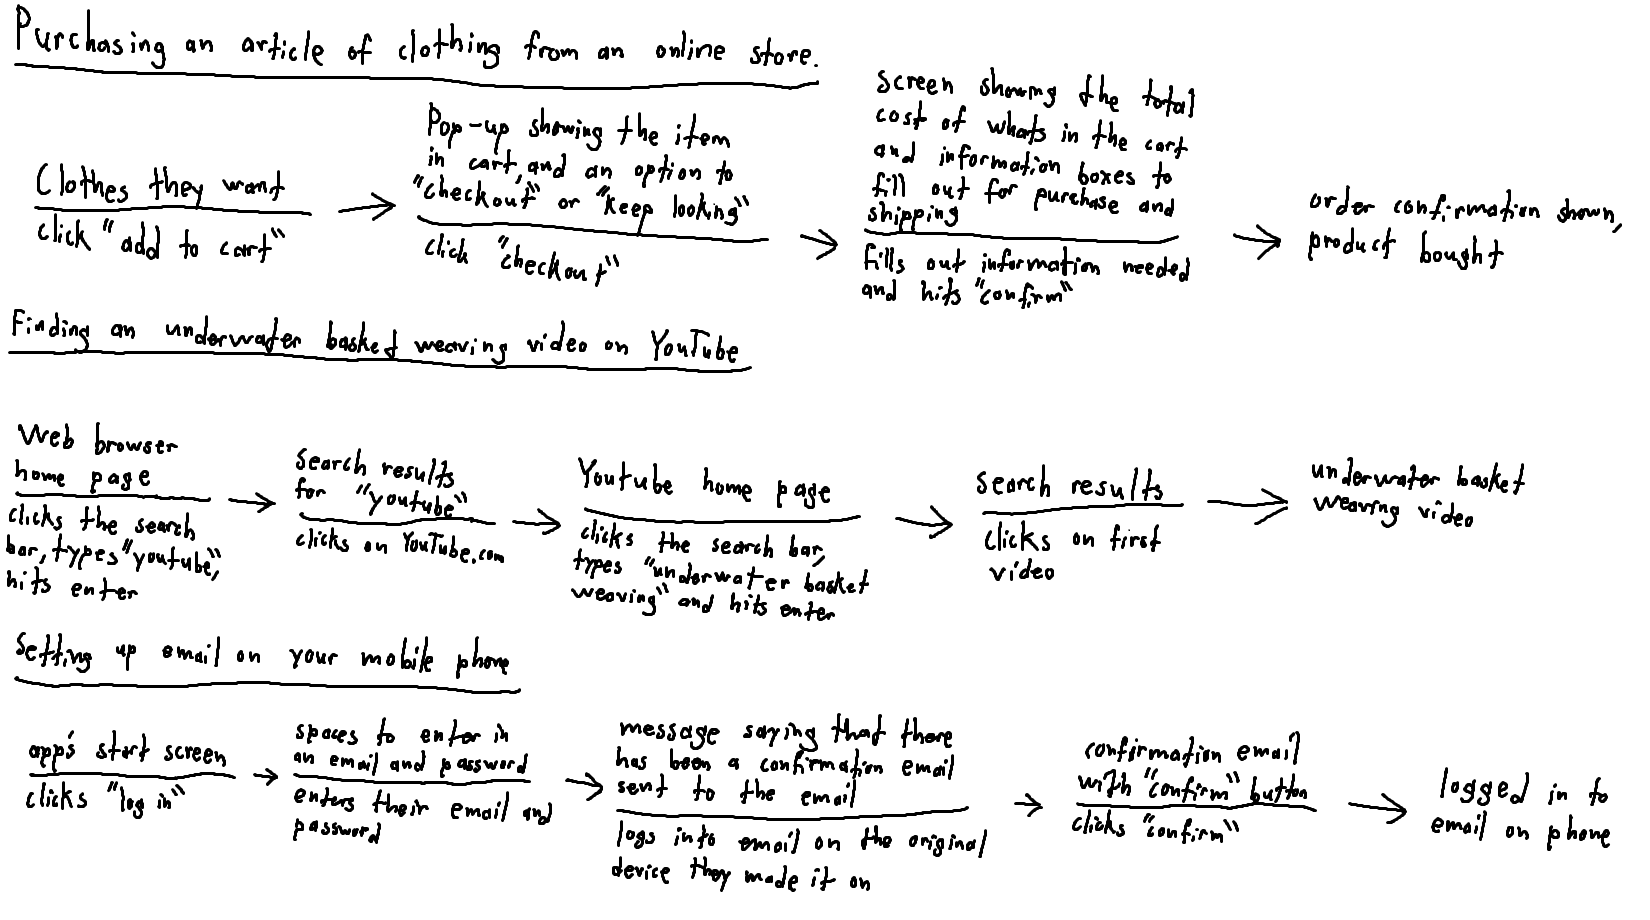 Purchasing an article of clothing from an online store.
Clothes they want
click "add to cart"
Pop-up showing the item
in cart, and an option to
"checkout" or "keep looking"
click "checkout"
screen showing the total
cost of whats in the cart
and information boxes to
fill out for purchase and
shipping
fills out information needed
and hits "confirm"
order confirmation shown,
product bought
Finding an underwater basket weaving video on YouTube
Web browser
home page
clicks the search
bar, types "youtube",
hits enter
search results
for "youtube"
clicks on YouTube.com
Youtube home page
clicks the search bar,
types "underwater basket
weaving" and hits enter
search results
clicks on first
video
underwater basket
weaving video
Setting up email on your mobile phone
app's start screen
clicks "log in"
spaces to enter in
an email and password
enters their email and
password
message saying that there
has been a confirmation email
sent to the email
logs into email on the original
device they made it on
confirmation email
with "confirm" button
clicks "confirm"
logged in to
email on phone